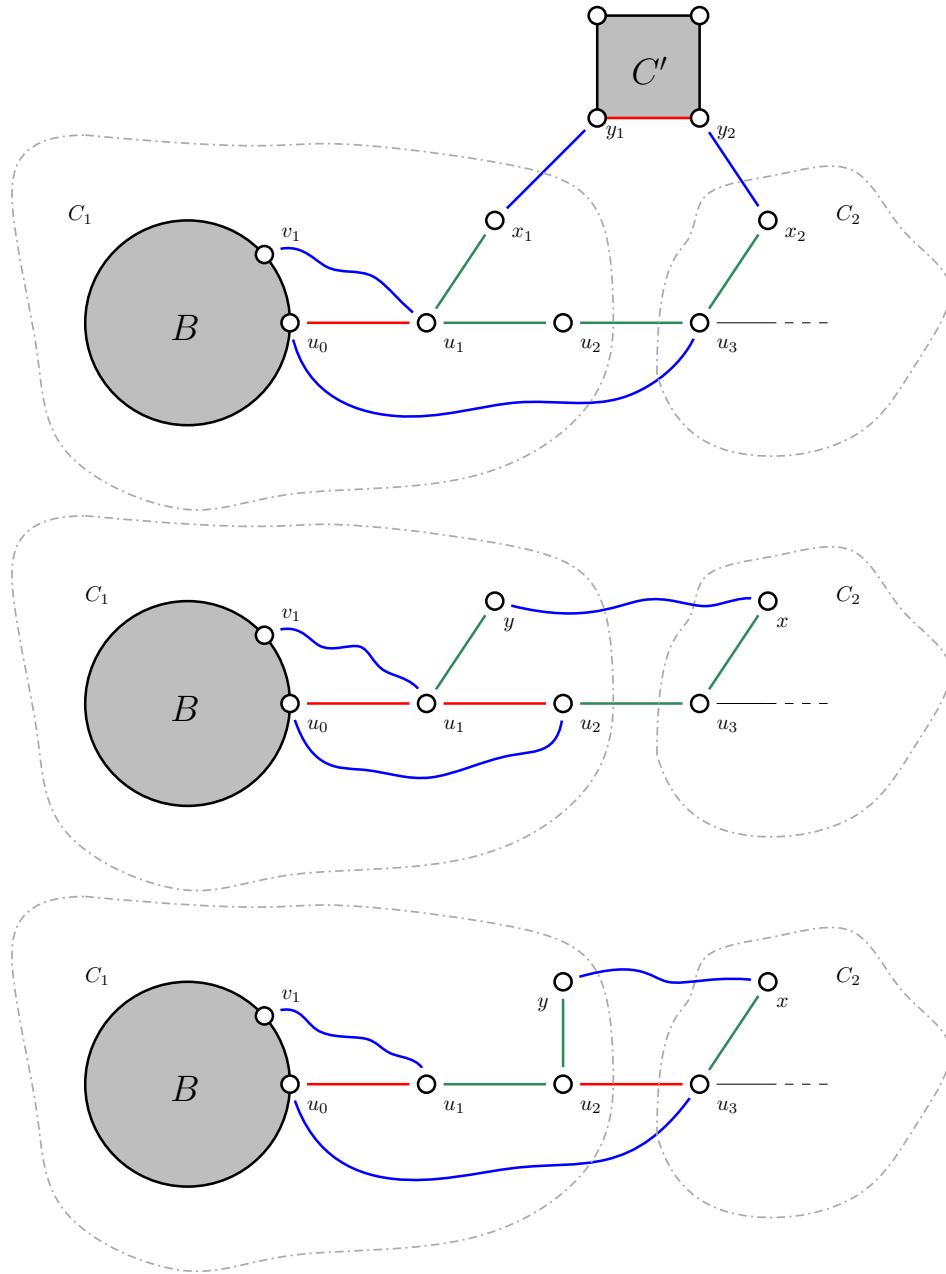 C′
y₁ y₂
C₁ v₁ x₁ x₂ C₂
B
u₀ u₁ u₂ u₃
C₁ v₁ y x C₂
B
u₀ u₁ u₂ u₃
C₁ v₁ y x C₂
B
u₀ u₁ u₂ u₃